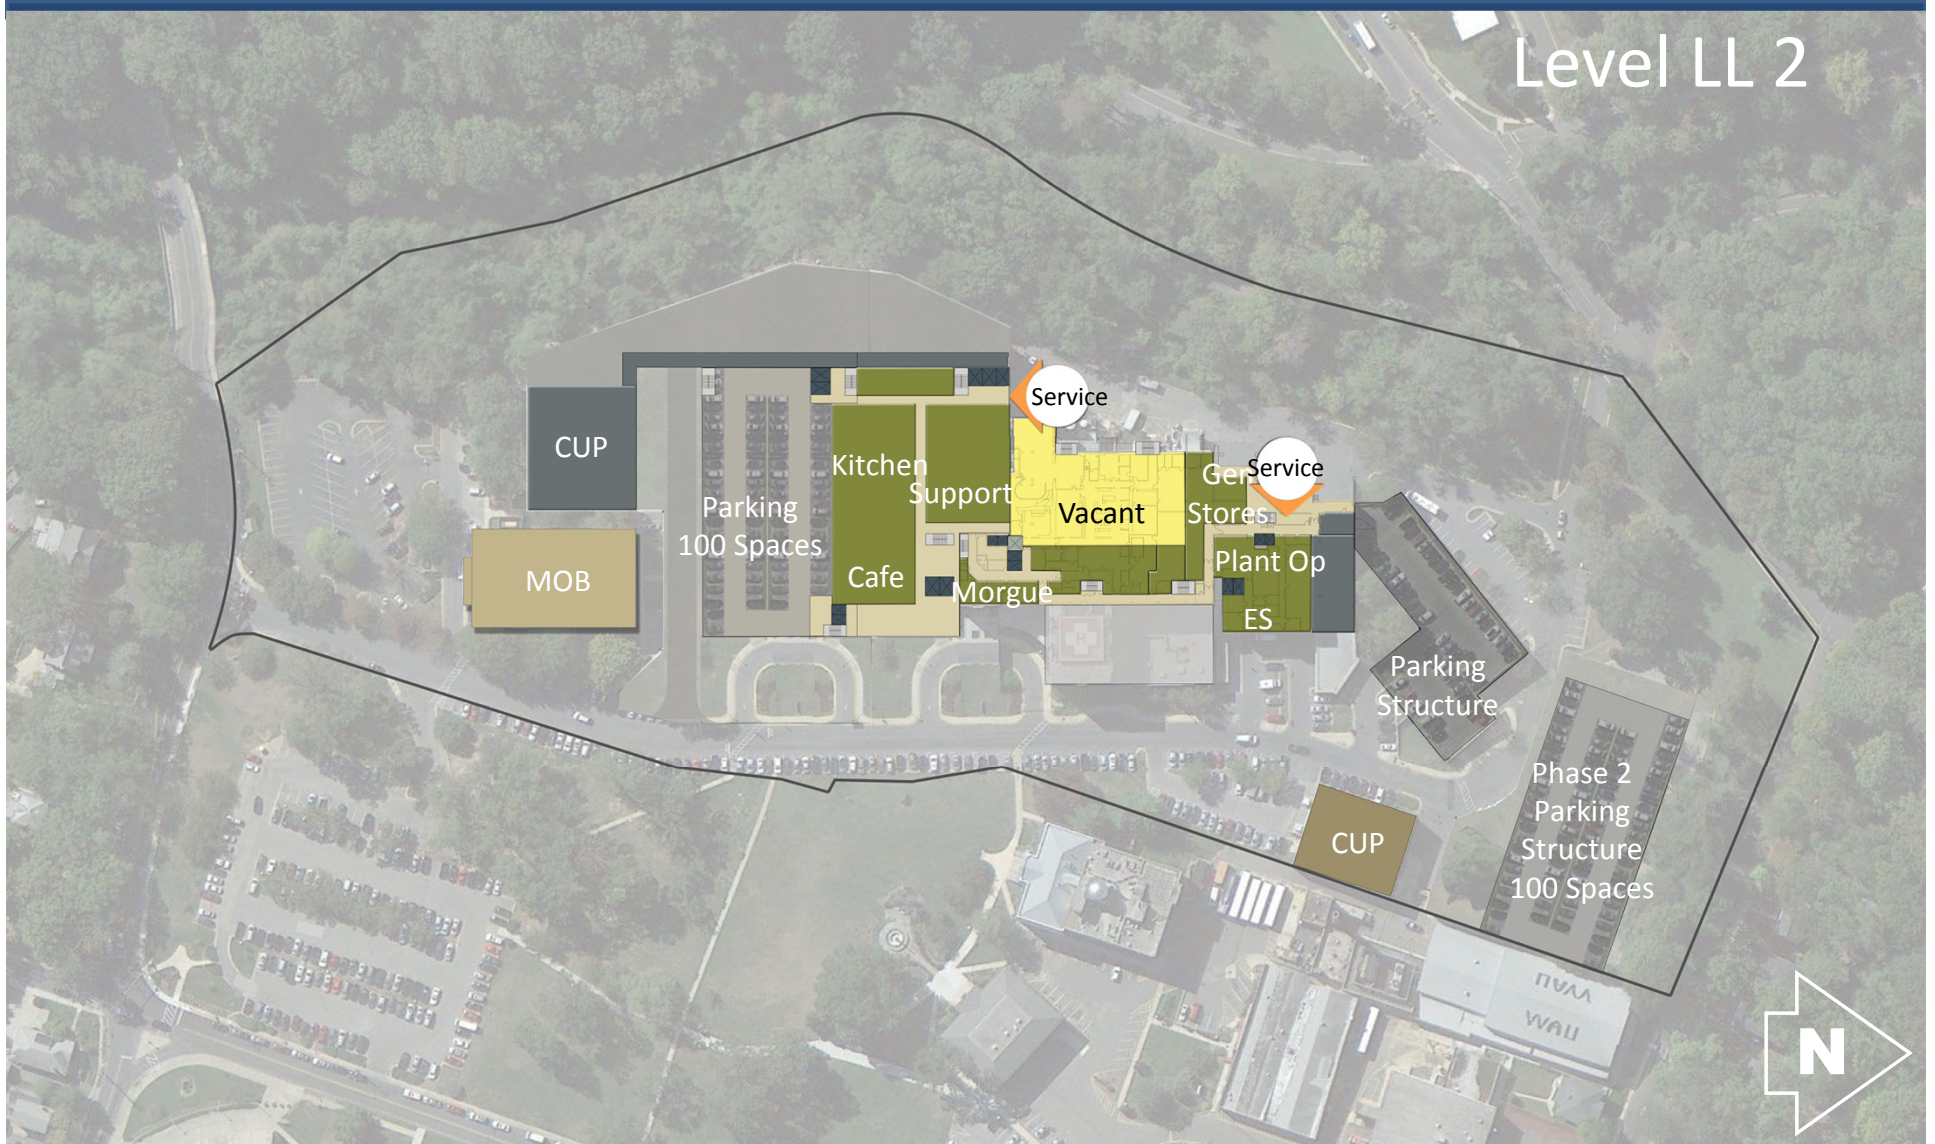 Level LL 2
Service
Service
CUP
Kitchen
Support
Gen
Stores
Vacant
Parking
100 Spaces
MOB
Cafe
Morgue
Plant Op
ES
H
Parking
Structure
Phase 2
Parking
Structure
100 Spaces
CUP
N